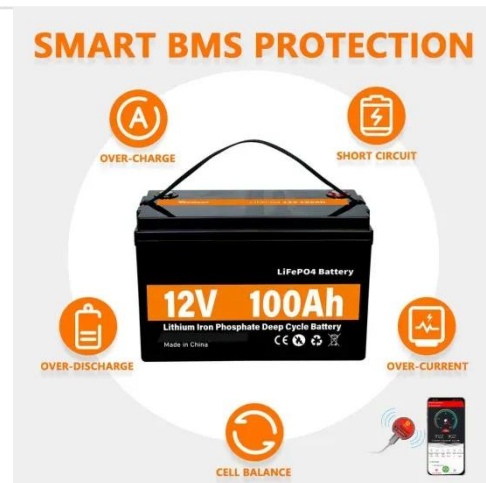 SMART BMS PROTECTION
OVER-CHARGE
SHORT CIRCUIT
LiFePO4 Battery
12V 100Ah
Lithium Iron Phosphate Deep Cycle Battery
Made in China
CE
OVER-DISCHARGE
OVER-CURRENT
CELL BALANCE